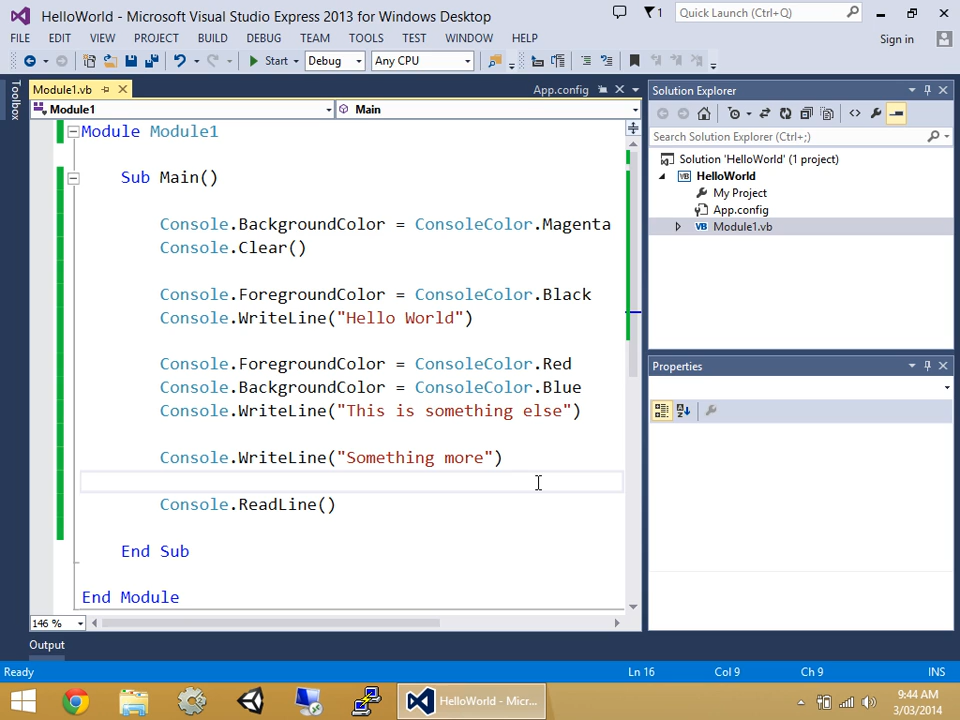 HelloWorld - Microsoft Visual Studio Express 2013 for Windows Desktop
1
Quick Launch (Ctrl+Q)
FILE EDIT VIEW PROJECT BUILD DEBUG TEAM TOOLS TEST WINDOW HELP
Sign in
Start Debug Any CPU
Toolbox
Module1.vb
App.config
Module1
Main
Module Module1
Sub Main()
Console.BackgroundColor = ConsoleColor.Magenta
Console.Clear()
Console.ForegroundColor = ConsoleColor.Black
Console.WriteLine("Hello World")
Console.ForegroundColor = ConsoleColor.Red
Console.BackgroundColor = ConsoleColor.Blue
Console.WriteLine("This is something else")
Console.WriteLine("Something more")
Console.ReadLine()
End Sub
End Module
146 %
Solution Explorer
Search Solution Explorer (Ctrl+;)
Solution 'HelloWorld' (1 project)
VB HelloWorld
My Project
App.config
VB Module1.vb
Properties
Output
Ready
Ln 16
Col 9
Ch 9
INS
HelloWorld - Micr...
9:44 AM
3/03/2014